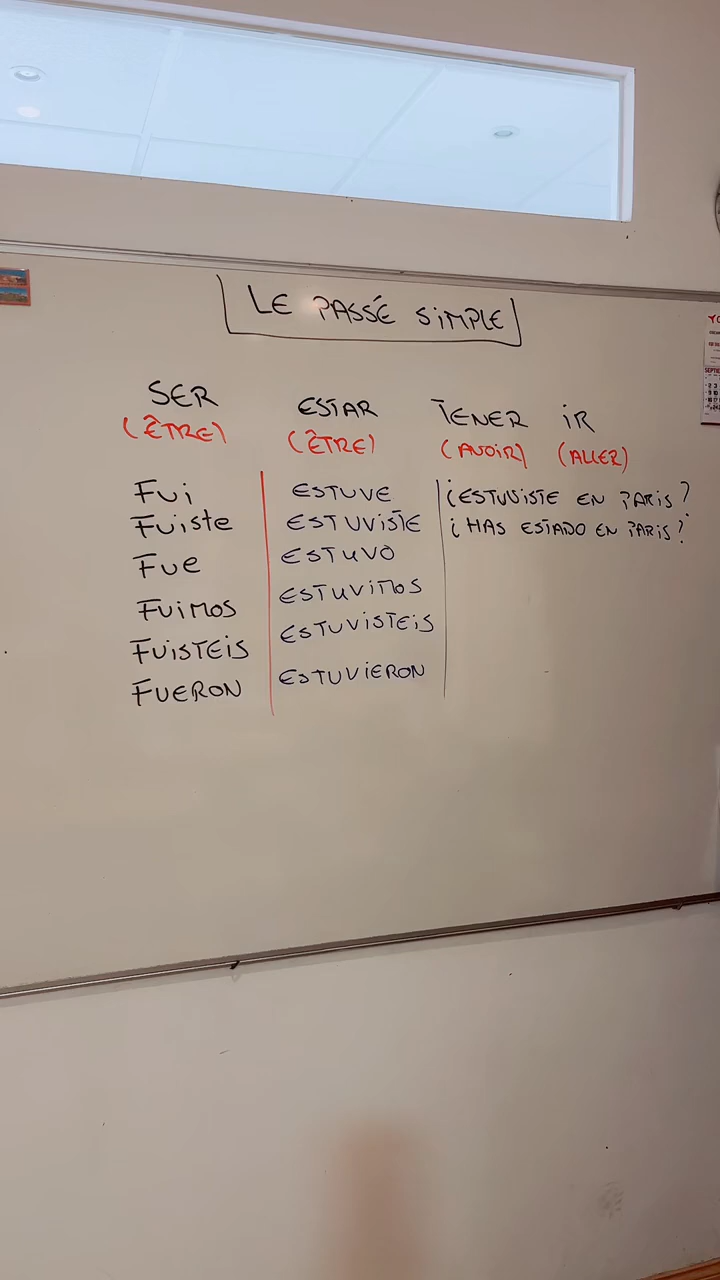 LE PASSÉ SIMPLE
SER ESTAR TENER IR
(ÊTRE) (ÊTRE) (AVOIR) (ALLER)
FUI
FUISTE
FUE
FUIMOS
FUISTEIS
FUERON
ESTUVE
ESTUVISTE
ESTUVO
ESTUVIMOS
ESTUVISTEIS
ESTUVIERON
¿ESTUVISTE EN PARIS?
¿HAS ESTADO EN PARIS?